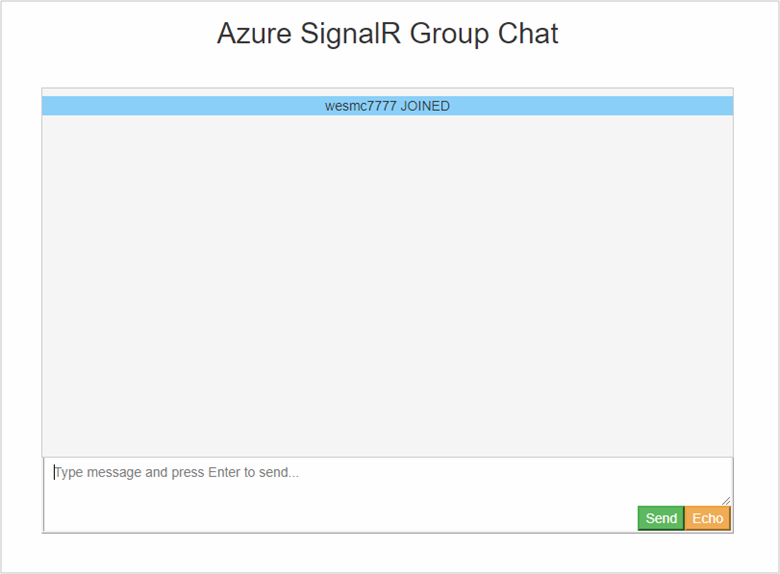 Azure SignalR Group Chat
wesmc7777 JOINED
Type message and press Enter to send...
Send Echo